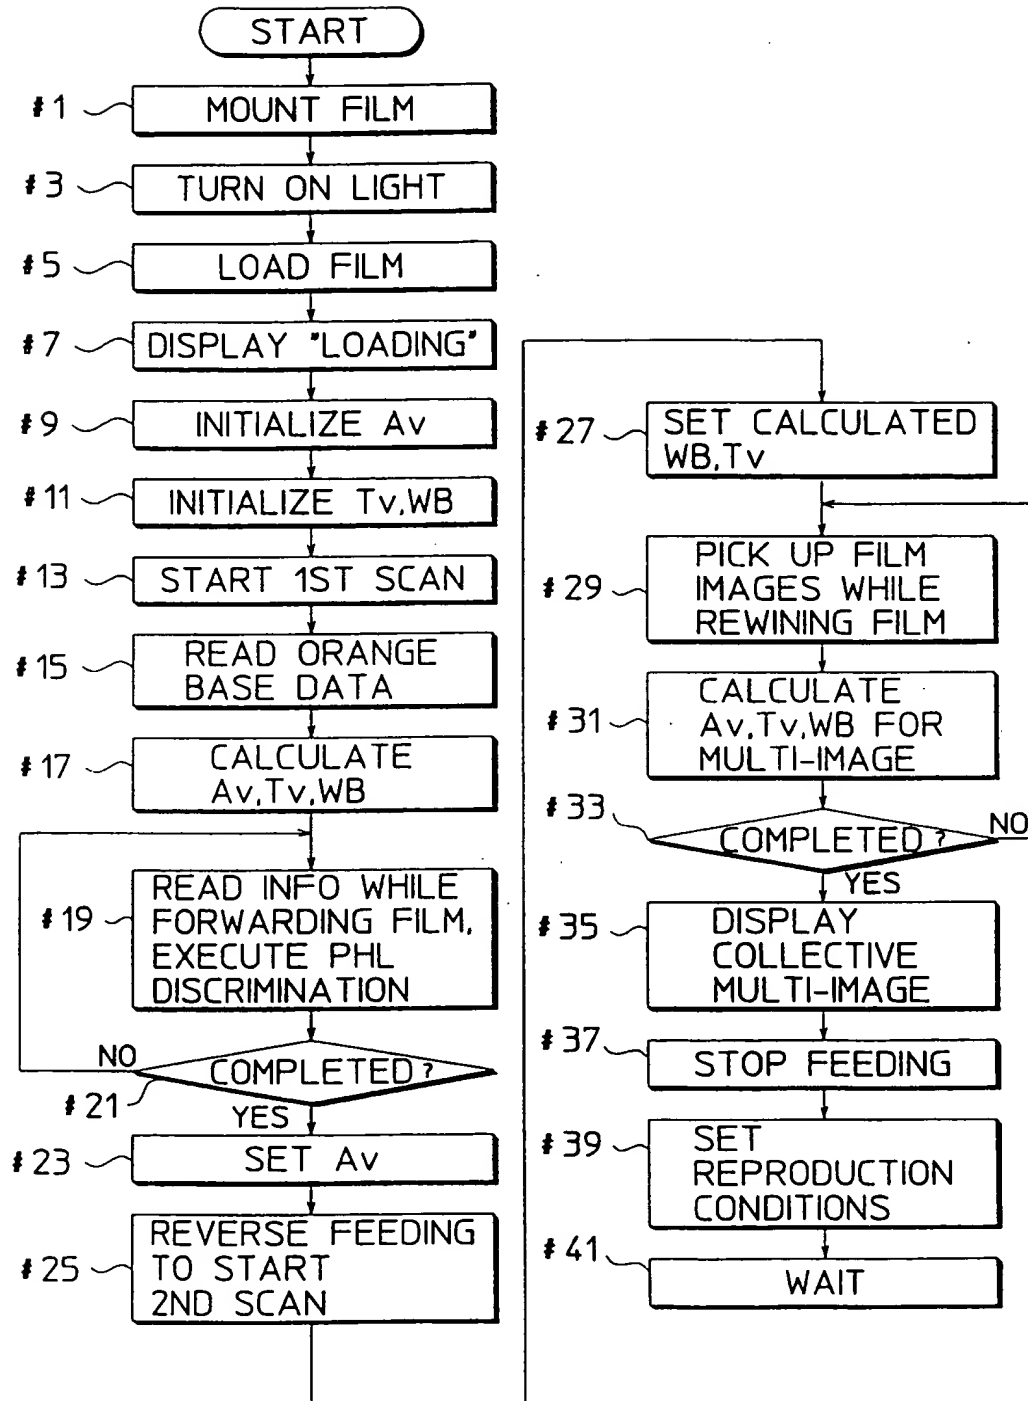 START
#1
MOUNT FILM
#3
TURN ON LIGHT
#5
LOAD FILM
#7
DISPLAY "LOADING"
#9
INITIALIZE Av
#11
INITIALIZE Tv,WB
#13
START 1ST SCAN
#15
READ ORANGE
BASE DATA
#17
CALCULATE
Av,Tv,WB
#19
READ INFO WHILE
FORWARDING FILM,
EXECUTE PHL
DISCRIMINATION
NO
COMPLETED?
#21
YES
#23
SET Av
#25
REVERSE FEEDING
TO START
2ND SCAN
#27
SET CALCULATED
WB,Tv
#29
PICK UP FILM
IMAGES WHILE
REWINING FILM
#31
CALCULATE
Av,Tv,WB FOR
MULTI-IMAGE
#33
COMPLETED?
NO
YES
#35
DISPLAY
COLLECTIVE
MULTI-IMAGE
#37
STOP FEEDING
#39
SET
REPRODUCTION
CONDITIONS
#41
WAIT